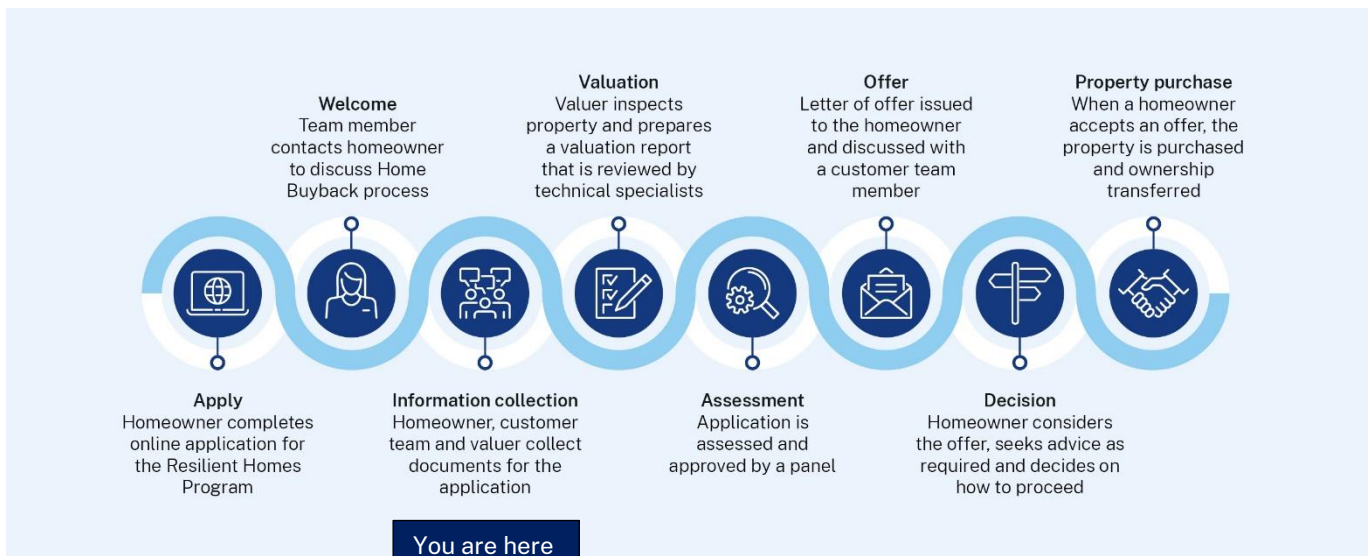 Apply
Homeowner completes
online application for
the Resilient Homes
Program
Welcome
Team member
contacts homeowner
to discuss Home
Buyback process
Information collection
Homeowner, customer
team and valuer collect
documents for the
application
You are here
Valuation
Valuer inspects
property and prepares
a valuation report
that is reviewed by
technical specialists
Assessment
Application is
assessed and
approved by a panel
Offer
Letter of offer issued
to the homeowner
and discussed with
a customer team
member
Decision
Homeowner considers
the offer, seeks advice as
required and decides on
how to proceed
Property purchase
When a homeowner
accepts an offer, the
property is purchased
and ownership
transferred